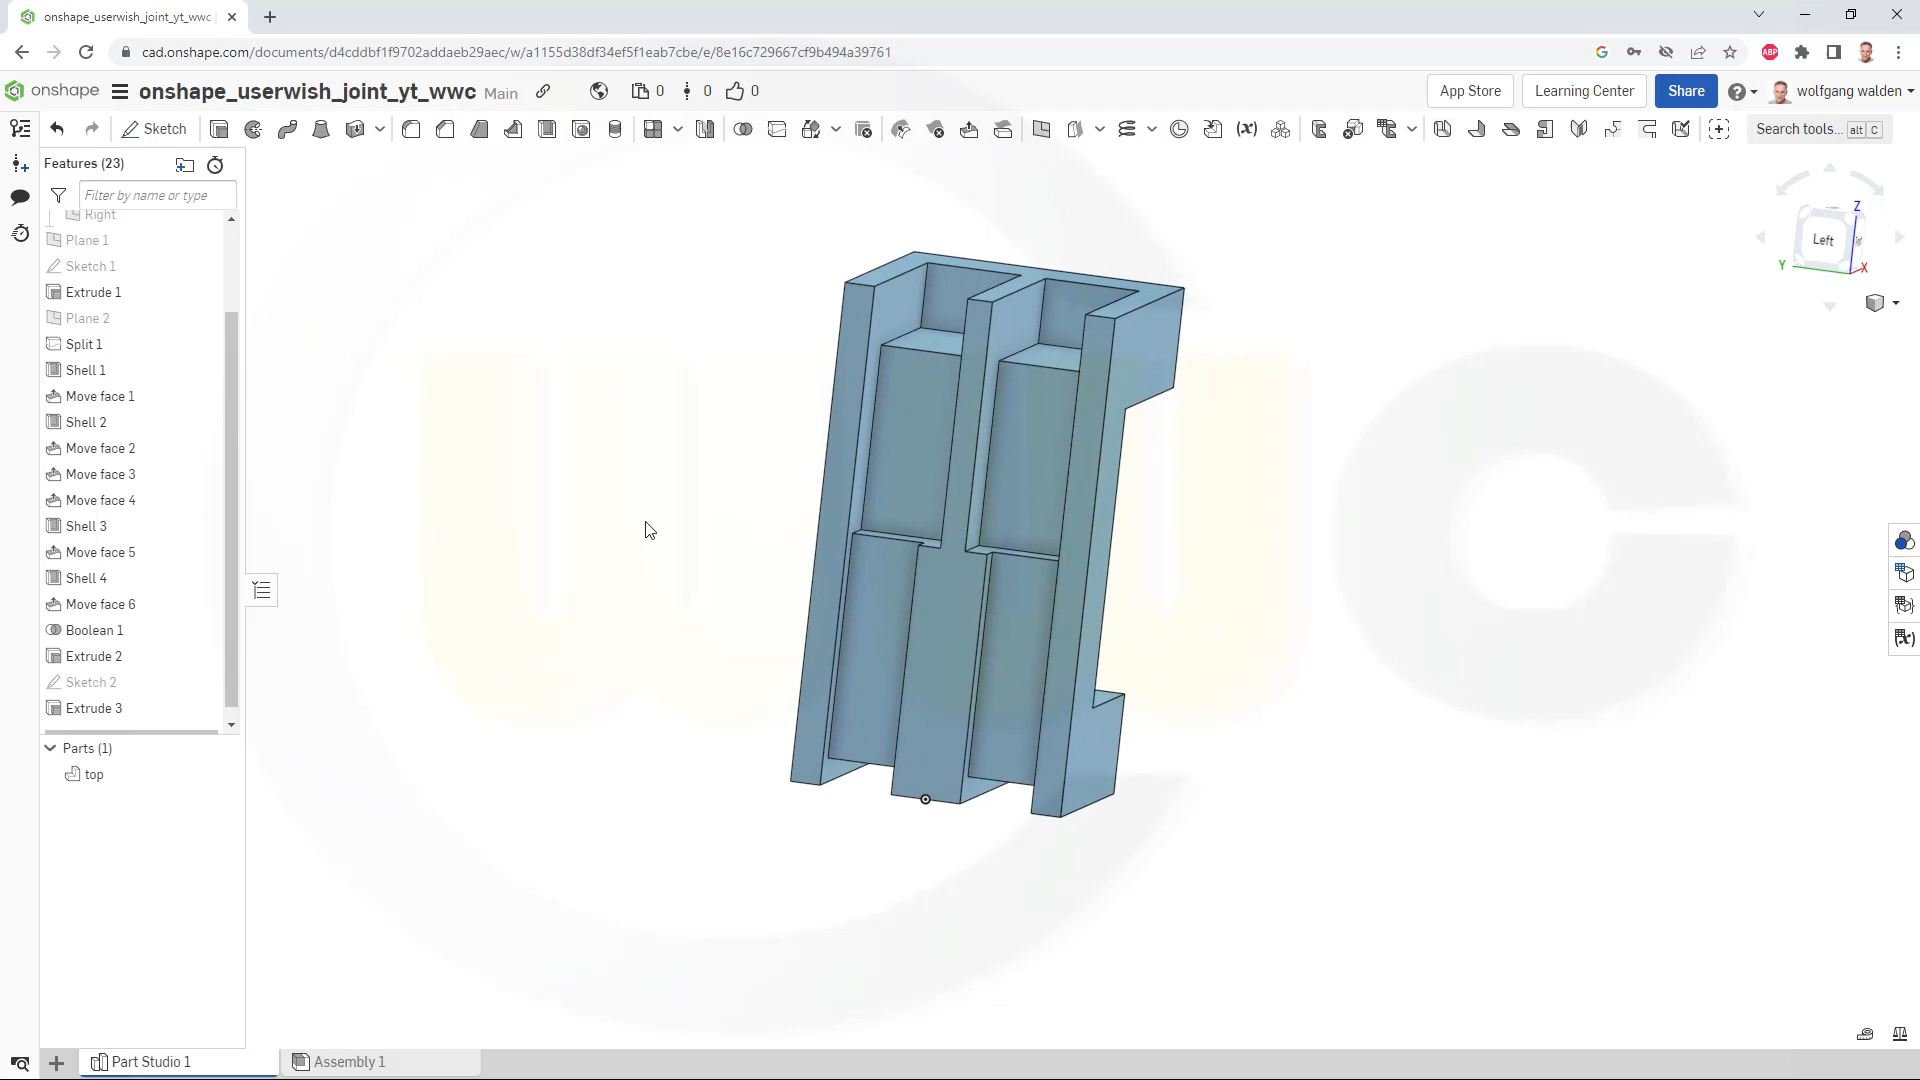 onshape_userwish_joint_yt_wwc
cad.onshape.com/documents/d4cddbf1f9702addaeb29aec/w/a1155d38df34ef5f1eab7cbe/e/8e16c729667cf9b494a39761
ABP
onshape
onshape_userwish_joint_yt_wwc Main
0
0
0
App Store
Learning Center
Share
wolfgang walden
Sketch
Search tools... alt C
Features (23)
Filter by name or type
Right
Plane 1
Sketch 1
Extrude 1
Plane 2
Split 1
Shell 1
Move face 1
Shell 2
Move face 2
Move face 3
Move face 4
Shell 3
Move face 5
Shell 4
Move face 6
Boolean 1
Extrude 2
Sketch 2
Extrude 3
Parts (1)
top
Z
Left
Y
X
wwc
Part Studio 1
Assembly 1